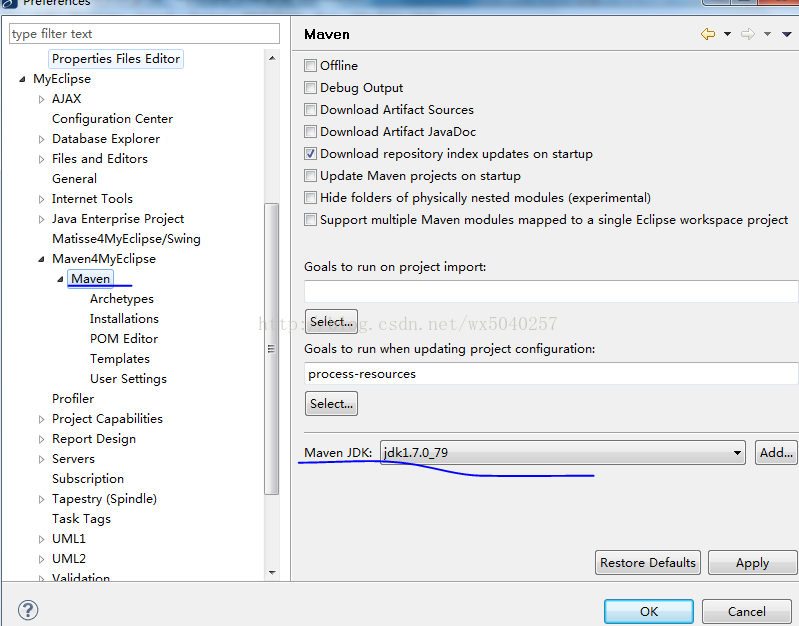 Preferences
type filter text
Properties Files Editor
MyEclipse
AJAX
Configuration Center
Database Explorer
Files and Editors
General
Internet Tools
Java Enterprise Project
Matisse4MyEclipse/Swing
Maven4MyEclipse
Maven
Archetypes
Installations
POM Editor
Templates
User Settings
Profiler
Project Capabilities
Report Design
Servers
Subscription
Tapestry (Spindle)
Task Tags
UML1
UML2
Validation
Maven
Offline
Debug Output
Download Artifact Sources
Download Artifact JavaDoc
Download repository index updates on startup
Update Maven projects on startup
Hide folders of physically nested modules (experimental)
Support multiple Maven modules mapped to a single Eclipse workspace project
Goals to run on project import:
Select...
http://blog.csdn.net/wx5040257
Goals to run when updating project configuration:
process-resources
Select...
Maven JDK: jdk1.7.0_79 Add...
Restore Defaults Apply
? OK Cancel